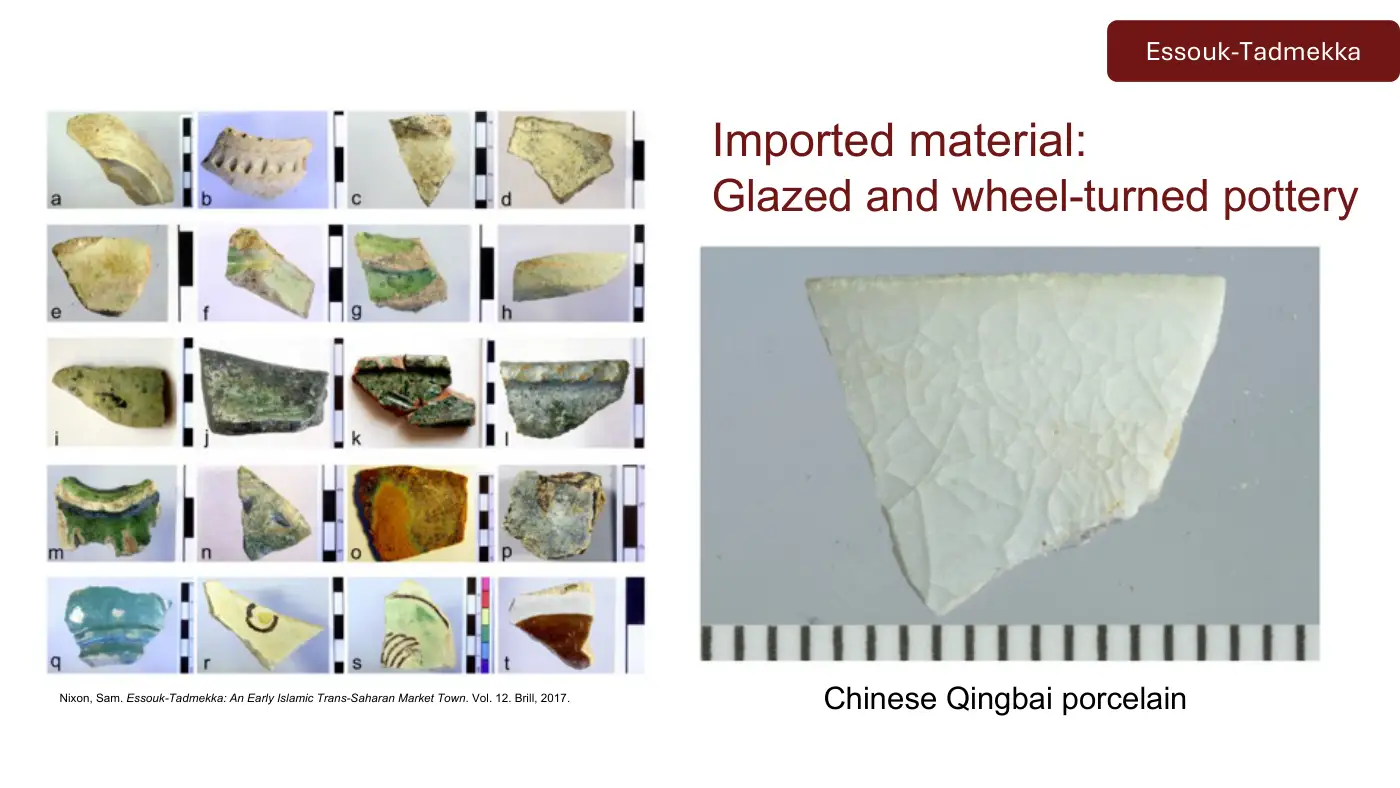 Essouk-Tadmekka
Imported material:
Glazed and wheel-turned pottery
a
b
c
d
e
f
g
h
i
j
k
l
m
n
o
p
q
r
s
t
Nixon, Sam. Essouk-Tadmekka: An Early Islamic Trans-Saharan Market Town. Vol. 12. Brill, 2017.
Chinese Qingbai porcelain